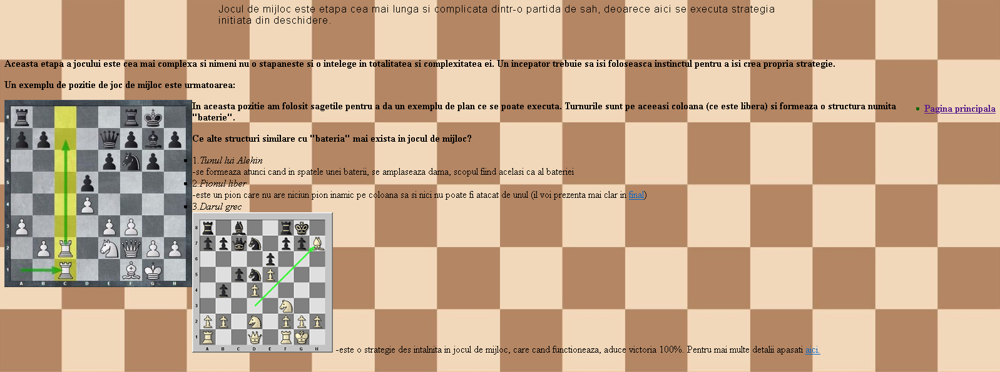 Jocul de mijloc este etapa cea mai lunga si complicata dintr-o partida de sah, deoarece aici se executa strategia
initiata din deschidere.
Aceasta etapa a jocului este cea mai complexa si nimeni nu o stapaneste si o intelege in totalitatea si complexitatea ei. Un incepator trebuie sa isi foloseasca instinctul pentru a isi crea propria strategie.
Un exemplu de pozitie de joc de mijloc este urmatoarea:
8
7
6
5
4
3
2
1
A B C D E F G H
In aceasta pozitie am folosit sagetile pentru a da un exemplu de plan ce se poate executa. Turnurile sunt pe aceeasi coloana (ce este libera) si formeaza o structura numita
"baterie".
Ce alte structuri similare cu "bateria" mai exista in jocul de mijloc?
1.Tunul lui Alehin
-se formeaza atunci cand in spatele unei baterii, se amplaseaza dama, scopul fiind acelasi ca al bateriei
2.Pionul liber
-este un pion care nu are niciun pion inamic pe coloana sa si nici nu poate fi atacat de unul (il voi prezenta mai clar in final)
3.Darul grec
8
7
6
5
4
3
2
1
A B C D E F G H
-este o strategie des intalnita in jocul de mijloc, care cand functioneaza, aduce victoria 100%. Pentru mai multe detalii apasati aici.
Pagina principala